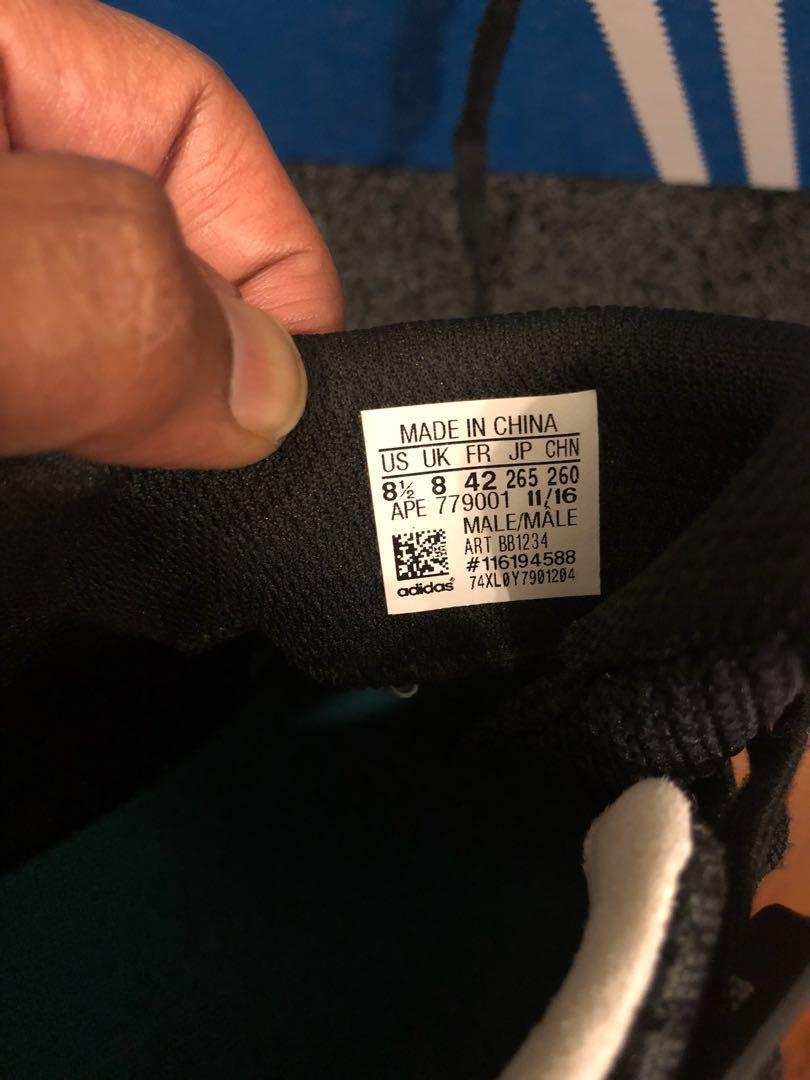 MADE IN CHINA
US UK FR JP CHN
8½ 8 42 265 260
APE 779001 11/16
MALE/MÂLE
ART BB1234
#116194588
74XL0Y7901204
adidas®